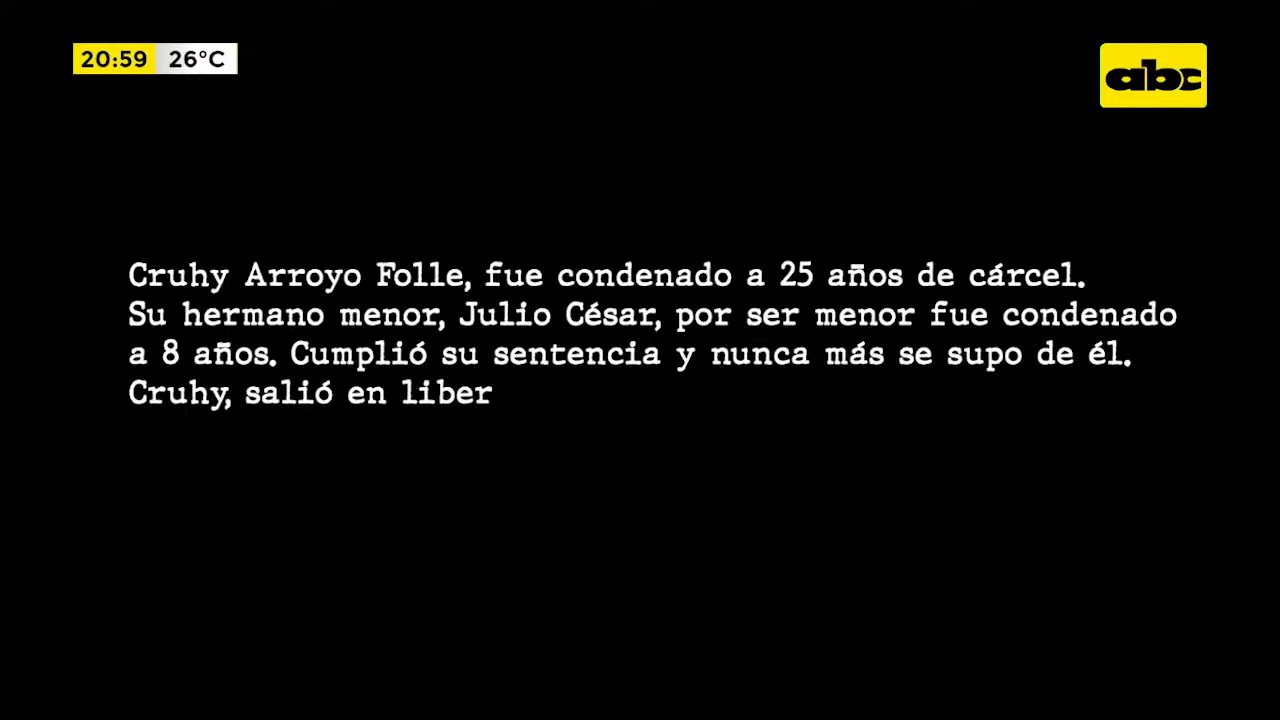 20:59 26°C
abc
Cruhy Arroyo Folle, fue condenado a 25 años de cárcel.
Su hermano menor, Julio César, por ser menor fue condenado
a 8 años. Cumplió su sentencia y nunca más se supo de él.
Cruhy, salió en liber